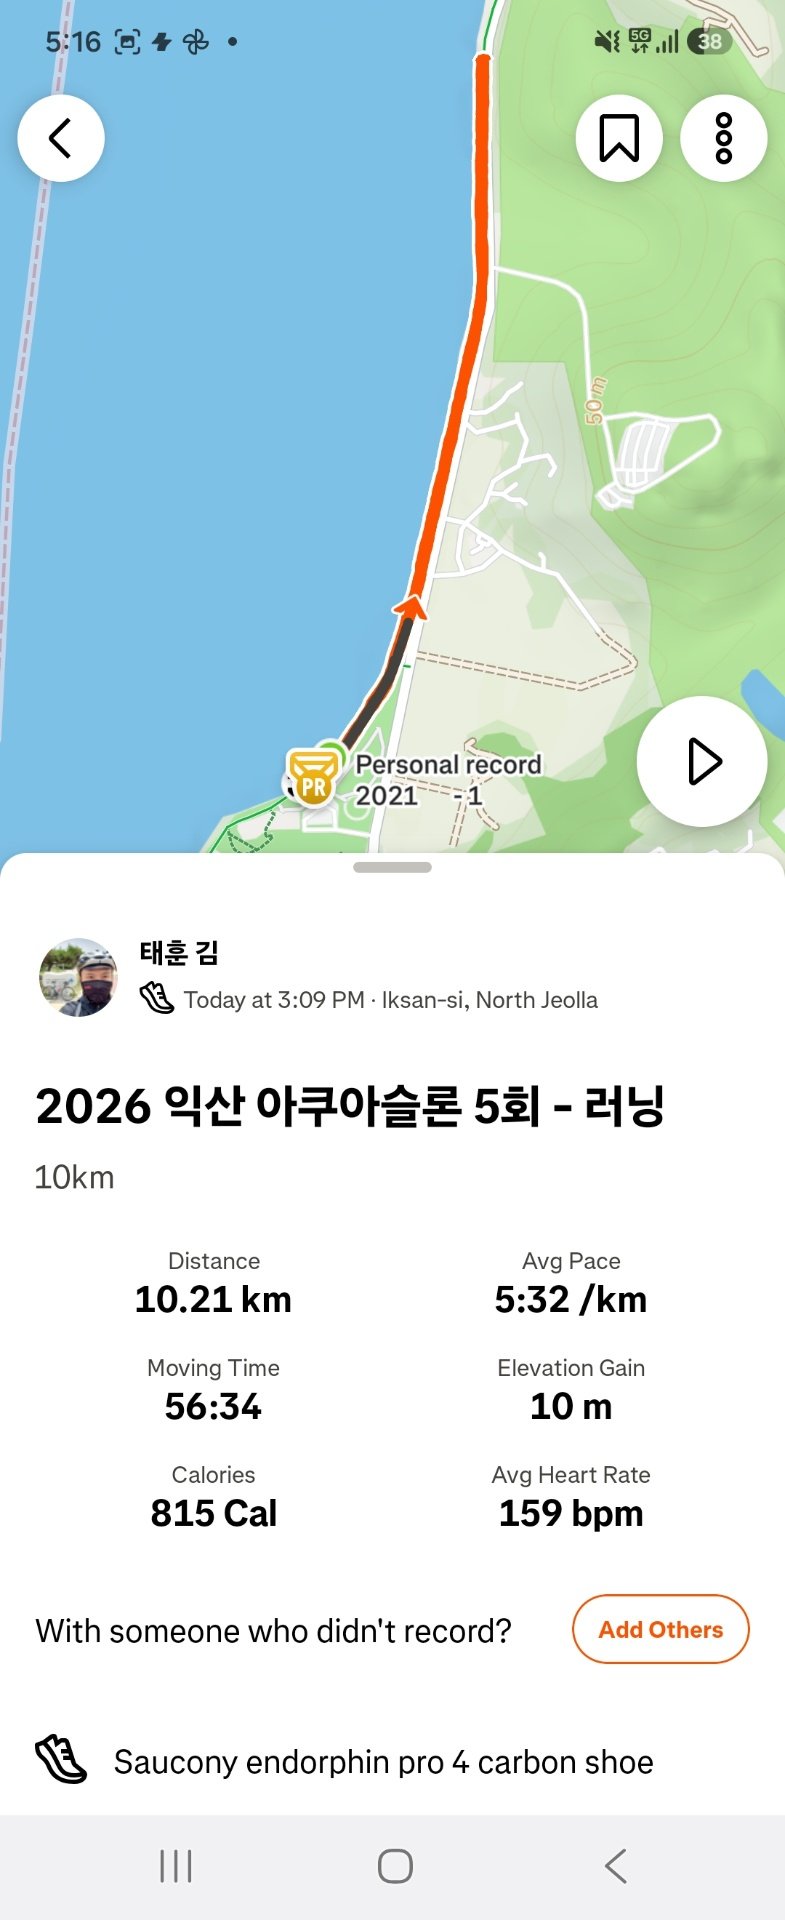 5:16
5G
38
50 m
PR
Personal record
2021 - 1
태훈 김
Today at 3:09 PM · Iksan-si, North Jeolla
2026 익산 아쿠아슬론 5회 - 러닝
10km
Distance
10.21 km
Avg Pace
5:32 /km
Moving Time
56:34
Elevation Gain
10 m
Calories
815 Cal
Avg Heart Rate
159 bpm
With someone who didn't record?
Add Others
Saucony endorphin pro 4 carbon shoe